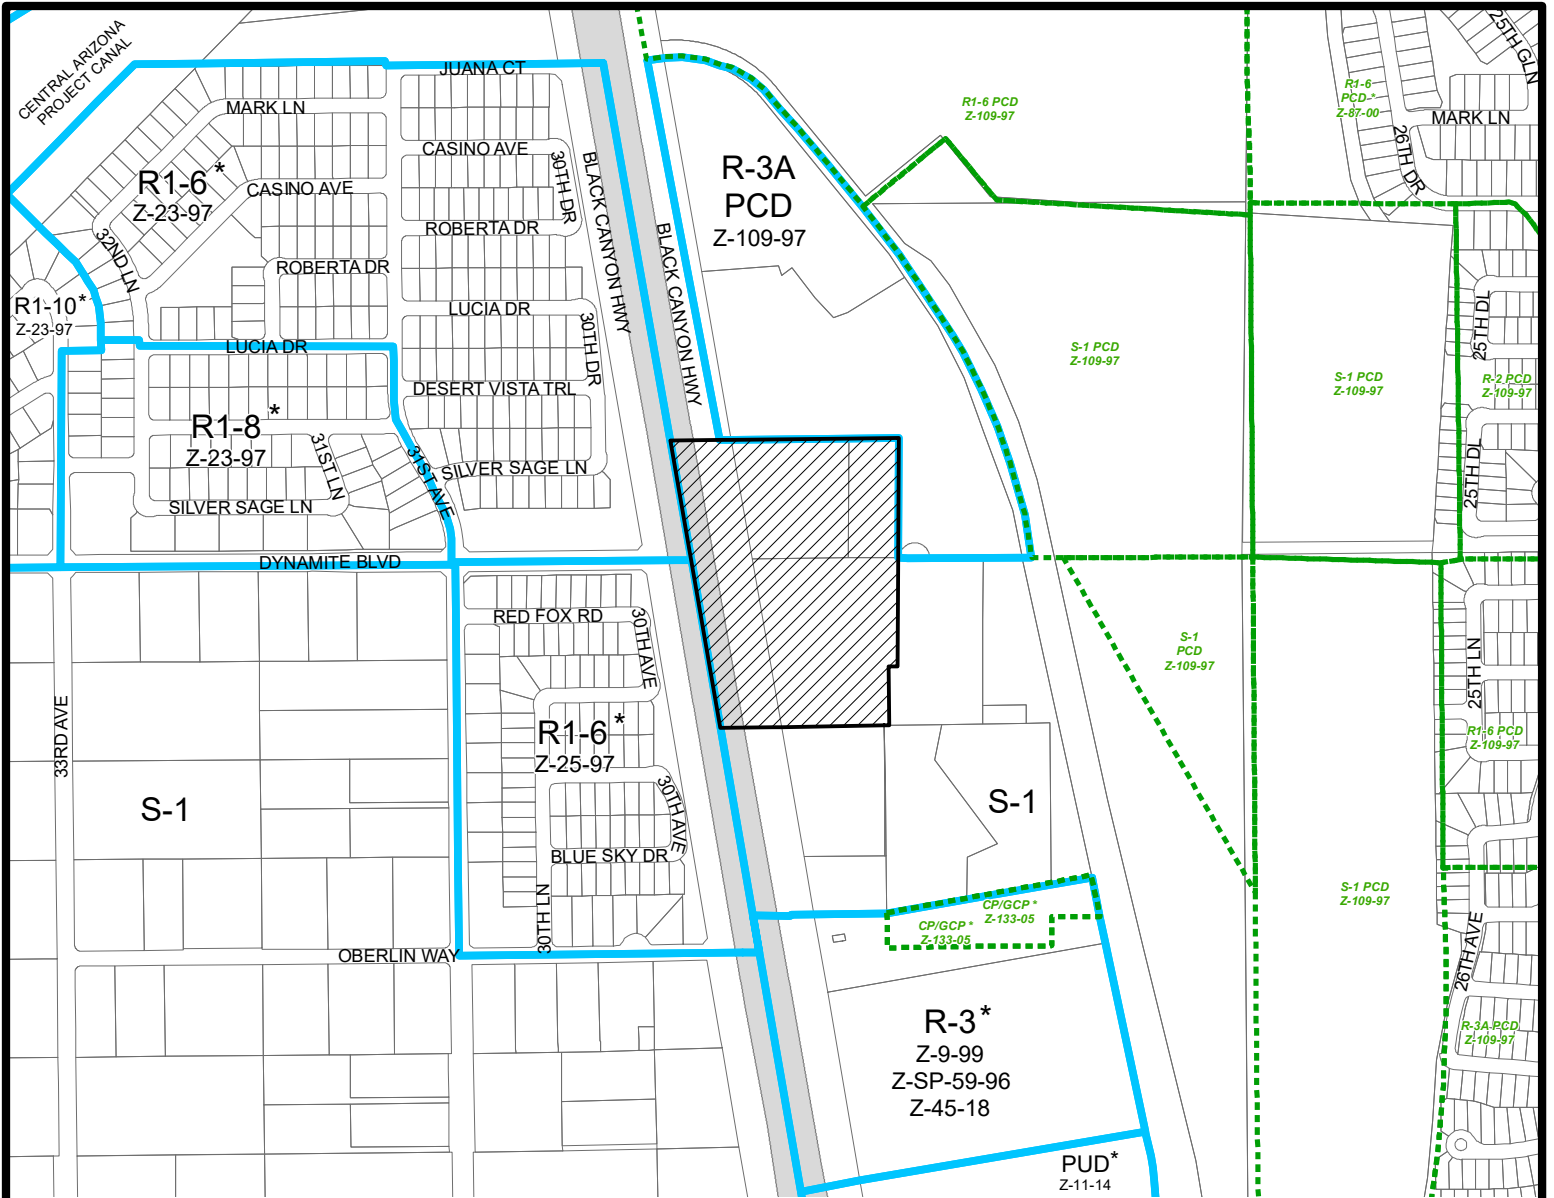 CENTRAL ARIZONA
PROJECT CANAL
JUANA CT
MARK LN
CASINO AVE
CASINO AVE
30TH DR
BLACK CANYON HWY
R1-6 *
Z-23-97
ROBERTA DR
32ND LN
ROBERTA DR
R1-10 *
Z-23-97
LUCIA DR
30TH DR
LUCIA DR
DESERT VISTA TRL
R1-8 *
Z-23-97
31ST LN
31ST AVE
SILVER SAGE LN
SILVER SAGE LN
DYNAMITE BLVD
BLACK CANYON HWY
R-3A
PCD
Z-109-97
R1-6 PCD
Z-109-97
R1-6
PCD *
Z-87-00
25TH GLN
MARK LN
26TH DR
S-1 PCD
Z-109-97
S-1 PCD
Z-109-97
25TH DL
R-2 PCD
Z-109-97
25TH DL
RED FOX RD
30TH AVE
S-1
PCD
Z-109-97
25TH LN
33RD AVE
R1-6 *
Z-25-97
R1-6 PCD
Z-109-97
S-1
30TH AVE
S-1
BLUE SKY DR
30TH LN
OBERLIN WAY
CP/GCP *
Z-133-05
CP/GCP *
Z-133-05
S-1 PCD
Z-109-97
26TH AVE
R-3 *
Z-9-99
Z-SP-59-96
Z-45-18
R-3A PCD
Z-109-97
PUD *
Z-11-14